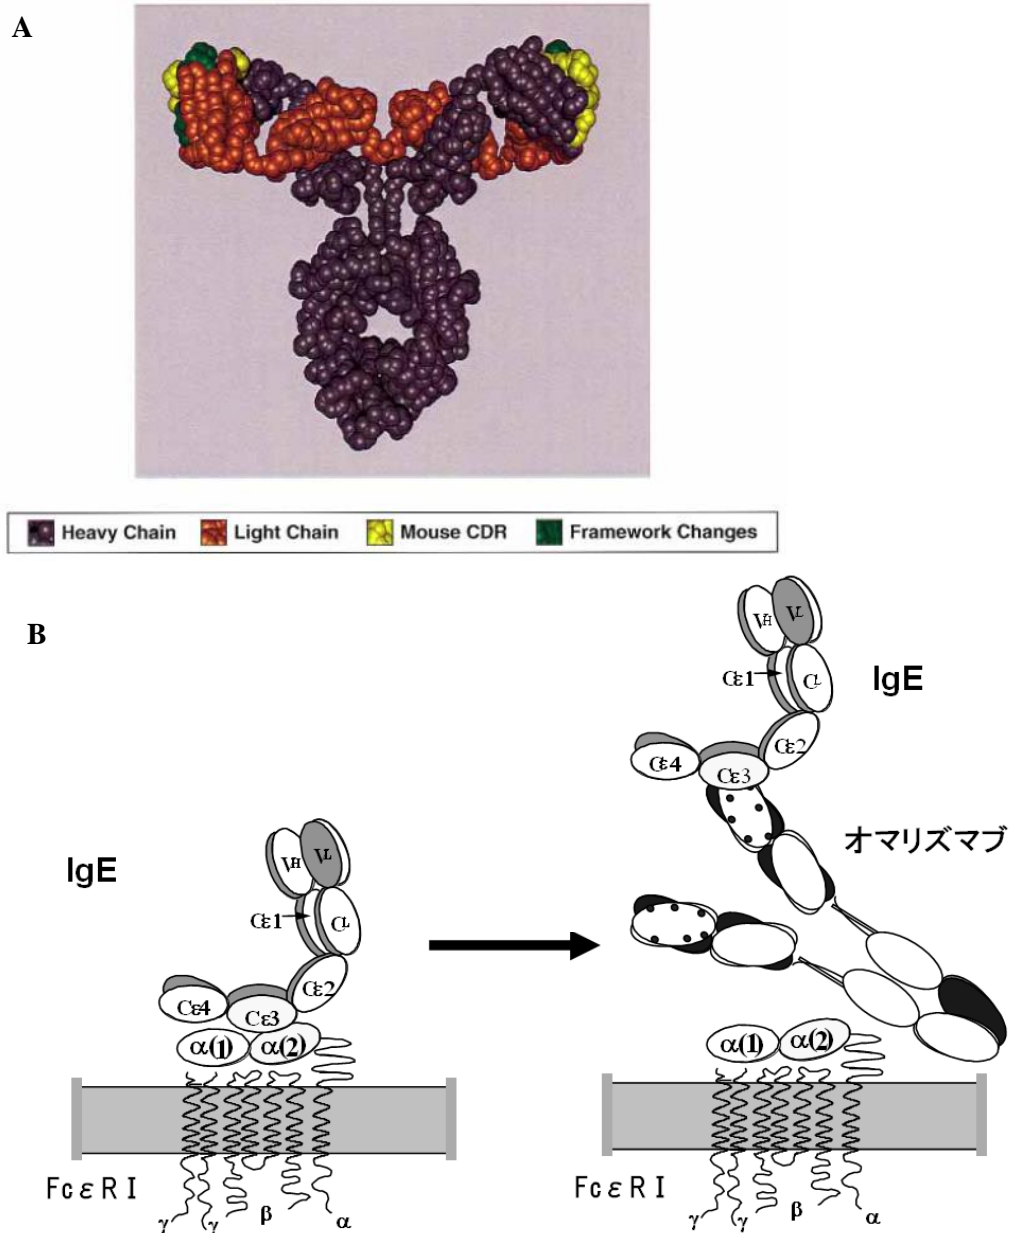 A
Heavy Chain Light Chain Mouse CDR Framework Changes
B
VH VL
Cε1 CL
IgE
Cε2
Cε4 Cε3
オマリズマブ
IgE
VH VL
Cε1 CL
Cε2
Cε4 Cε3
α(1) α(2)
α(1) α(2)
FcεRI
γ γ β α
FcεRI
γ γ β α